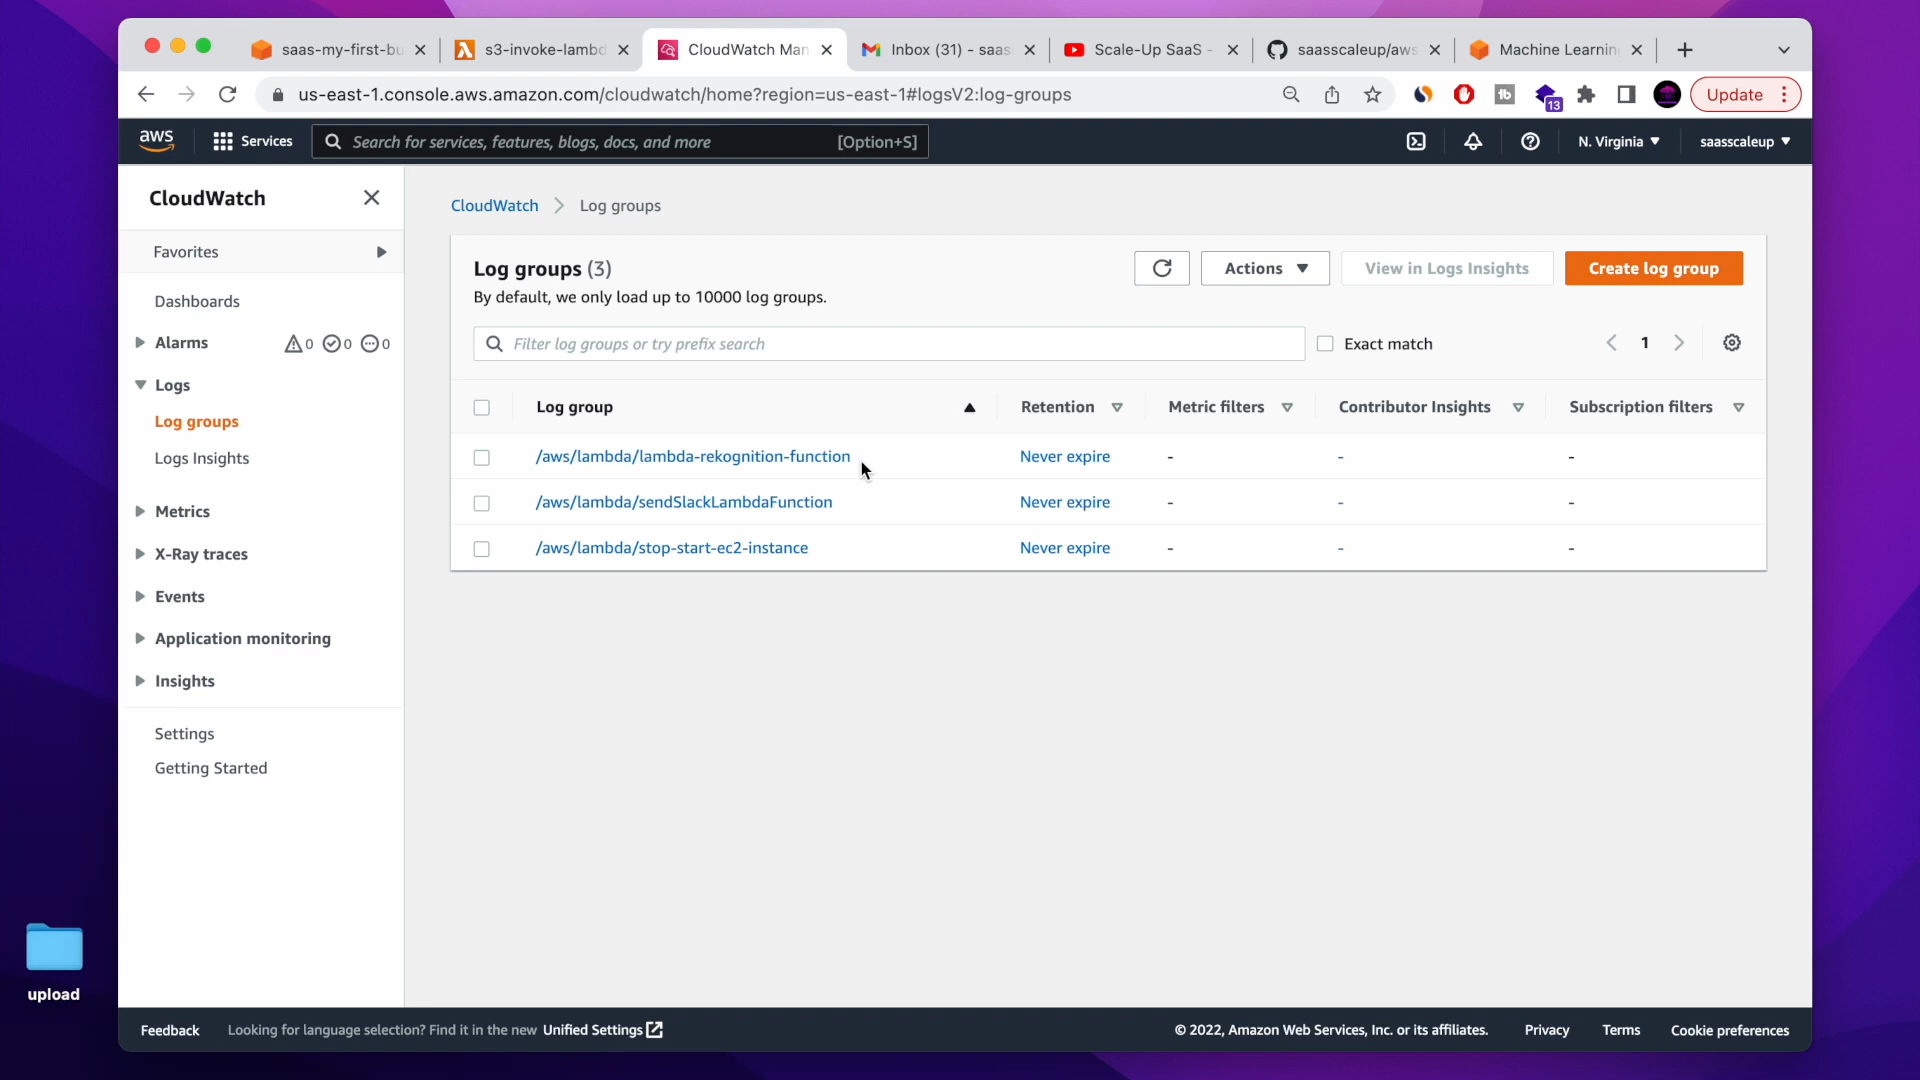 saas-my-first-bu
s3-invoke-lambd
CloudWatch Man
Inbox (31) - saas
Scale-Up SaaS -
saasscaleup/aws
Machine Learnin
us-east-1.console.aws.amazon.com/cloudwatch/home?region=us-east-1#logsV2:log-groups
tb
13
Update
aws
Services
Search for services, features, blogs, docs, and more
[Option+S]
N. Virginia
saasscaleup
CloudWatch
Favorites
Dashboards
Alarms
0
0
0
Logs
Log groups
Logs Insights
Metrics
X-Ray traces
Events
Application monitoring
Insights
Settings
Getting Started
CloudWatch
Log groups
Log groups (3)
By default, we only load up to 10000 log groups.
Actions
View in Logs Insights
Create log group
Filter log groups or try prefix search
Exact match
1
Log group
Retention
Metric filters
Contributor Insights
Subscription filters
/aws/lambda/lambda-rekognition-function
Never expire
-
-
-
/aws/lambda/sendSlackLambdaFunction
Never expire
-
-
-
/aws/lambda/stop-start-ec2-instance
Never expire
-
-
-
upload
Feedback
Looking for language selection? Find it in the new Unified Settings
© 2022, Amazon Web Services, Inc. or its affiliates.
Privacy
Terms
Cookie preferences